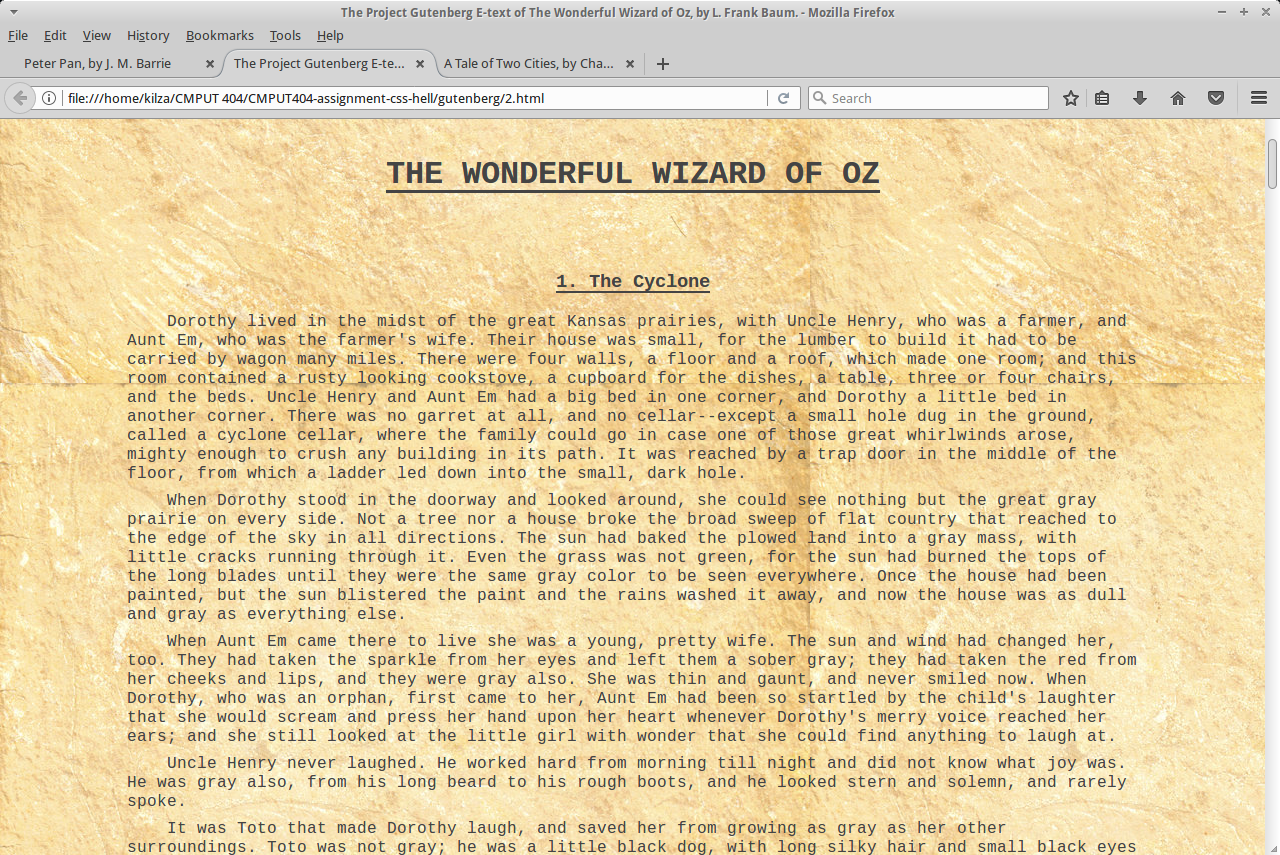 The Project Gutenberg E-text of The Wonderful Wizard of Oz, by L. Frank Baum. - Mozilla Firefox
File Edit View History Bookmarks Tools Help
Peter Pan, by J. M. Barrie The Project Gutenberg E-te... A Tale of Two Cities, by Cha...
file:///home/kilza/CMPUT 404/CMPUT404-assignment-css-hell/gutenberg/2.html Search
THE WONDERFUL WIZARD OF OZ
1. The Cyclone
Dorothy lived in the midst of the great Kansas prairies, with Uncle Henry, who was a farmer, and
Aunt Em, who was the farmer's wife. Their house was small, for the lumber to build it had to be
carried by wagon many miles. There were four walls, a floor and a roof, which made one room; and this
room contained a rusty looking cookstove, a cupboard for the dishes, a table, three or four chairs,
and the beds. Uncle Henry and Aunt Em had a big bed in one corner, and Dorothy a little bed in
another corner. There was no garret at all, and no cellar--except a small hole dug in the ground,
called a cyclone cellar, where the family could go in case one of those great whirlwinds arose,
mighty enough to crush any building in its path. It was reached by a trap door in the middle of the
floor, from which a ladder led down into the small, dark hole.
When Dorothy stood in the doorway and looked around, she could see nothing but the great gray
prairie on every side. Not a tree nor a house broke the broad sweep of flat country that reached to
the edge of the sky in all directions. The sun had baked the plowed land into a gray mass, with
little cracks running through it. Even the grass was not green, for the sun had burned the tops of
the long blades until they were the same gray color to be seen everywhere. Once the house had been
painted, but the sun blistered the paint and the rains washed it away, and now the house was as dull
and gray as everything else.
When Aunt Em came there to live she was a young, pretty wife. The sun and wind had changed her,
too. They had taken the sparkle from her eyes and left them a sober gray; they had taken the red from
her cheeks and lips, and they were gray also. She was thin and gaunt, and never smiled now. When
Dorothy, who was an orphan, first came to her, Aunt Em had been so startled by the child's laughter
that she would scream and press her hand upon her heart whenever Dorothy's merry voice reached her
ears; and she still looked at the little girl with wonder that she could find anything to laugh at.
Uncle Henry never laughed. He worked hard from morning till night and did not know what joy was.
He was gray also, from his long beard to his rough boots, and he looked stern and solemn, and rarely
spoke.
It was Toto that made Dorothy laugh, and saved her from growing as gray as her other
surroundings. Toto was not gray; he was a little black dog, with long silky hair and small black eyes